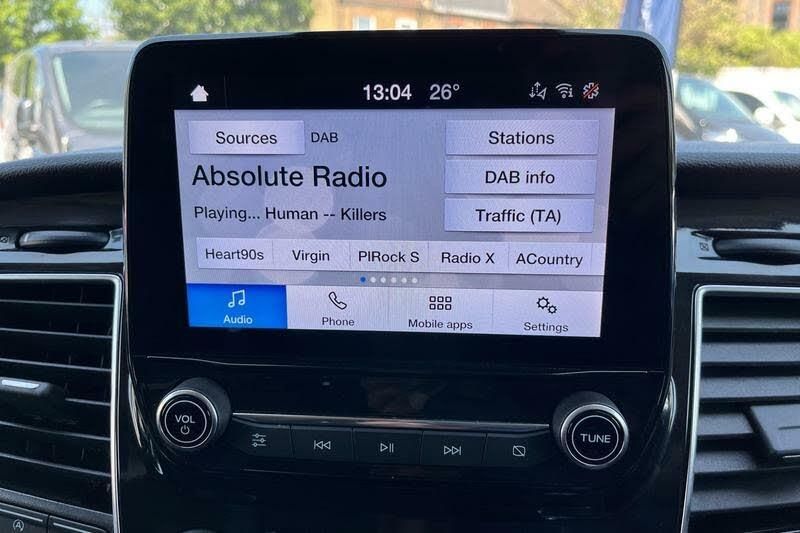 13:04 26°
Sources DAB
Stations
Absolute Radio
DAB info
Playing... Human -- Killers
Traffic (TA)
Heart90s Virgin PlRock S Radio X ACountry
Audio Phone Mobile apps Settings
VOL
TUNE
A